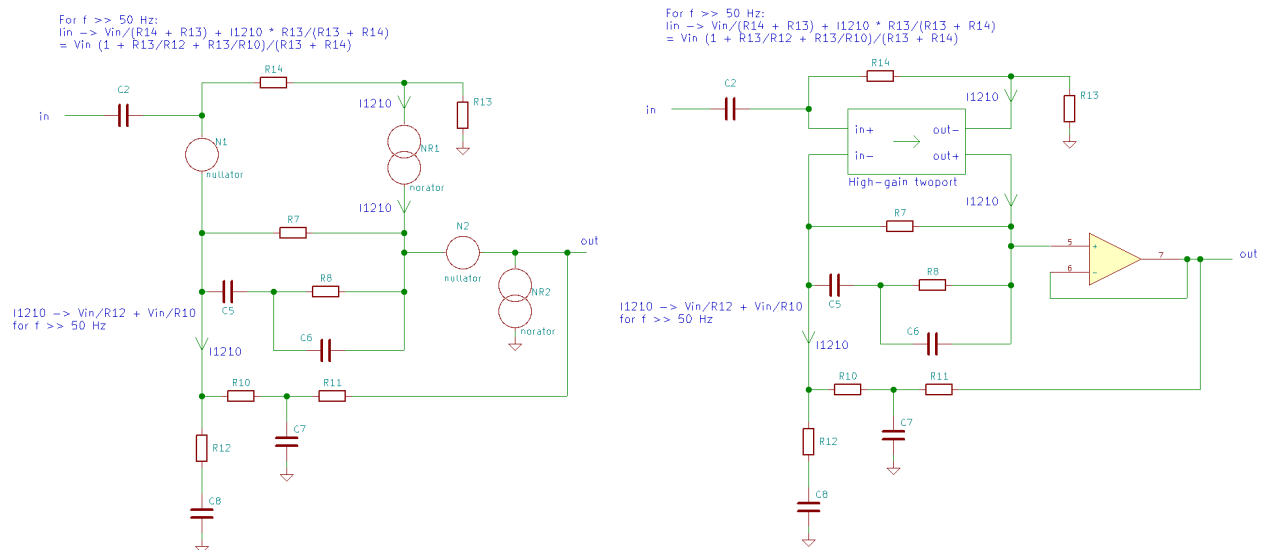 For f >> 50 Hz:
Iin -> Vin/(R14 + R13) + I1210 * R13/(R13 + R14)
= Vin (1 + R13/R12 + R13/R10)/(R13 + R14)
R14
C2
I1210
R13
in
N1
NR1
nullator
norator
I1210
R7
N2
out
nullator
R8
NR2
C5
I1210 -> Vin/R12 + Vin/R10
for f >> 50 Hz
norator
C6
I1210
R10
R11
C7
R12
C8
For f >> 50 Hz:
Iin -> Vin/(R14 + R13) + I1210 * R13/(R13 + R14)
= Vin (1 + R13/R12 + R13/R10)/(R13 + R14)
R14
C2
I1210
R13
in
in+
out-
in-
out+
High-gain twoport
I1210
R7
5
+
7
out
6
-
R8
C5
I1210 -> Vin/R12 + Vin/R10
for f >> 50 Hz
C6
I1210
R10
R11
C7
R12
C8